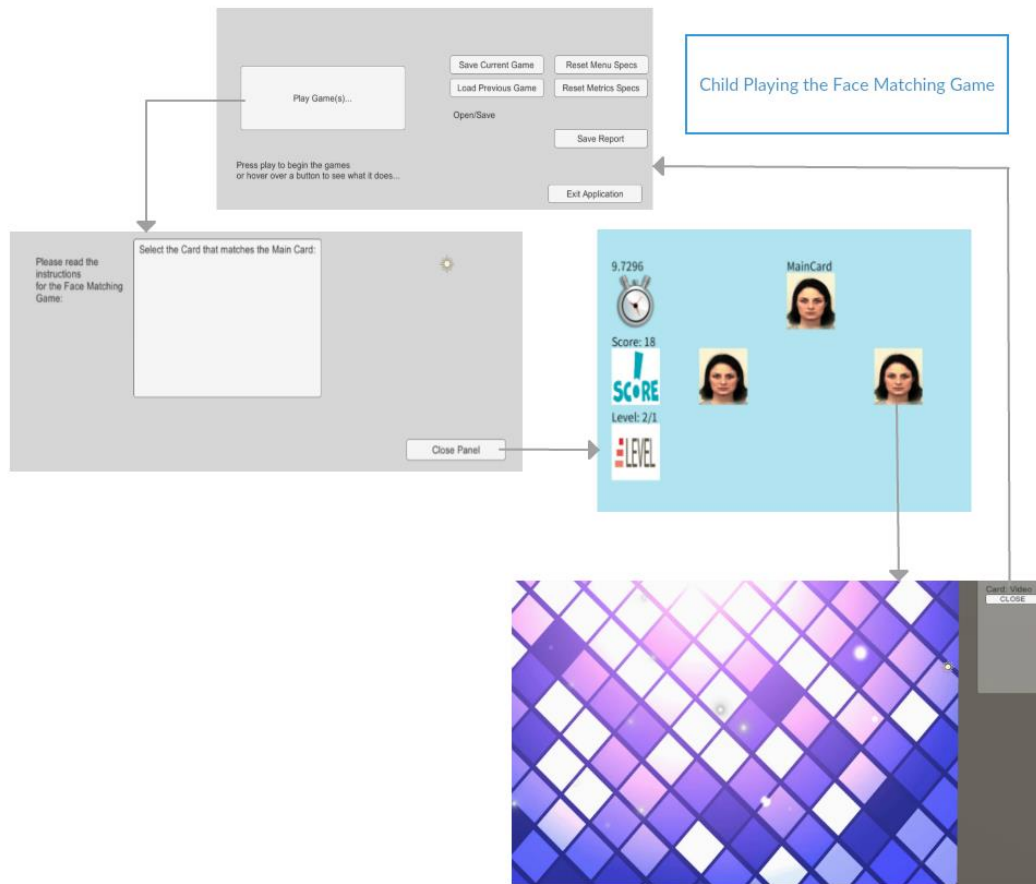 Save Current Game
Reset Menu Specs
Play Game(s)...
Load Previous Game
Reset Metrics Specs
Open/Save
Save Report
Press play to begin the games
or hover over a button to see what it does...
Exit Application
Child Playing the Face Matching Game
Please read the
instructions
for the Face Matching
Game:
Select the Card that matches the Main Card:
Close Panel
9.7296
MainCard
Score: 18
SCORE
Level: 2/1
LEVEL
Card: Video
CLOSE